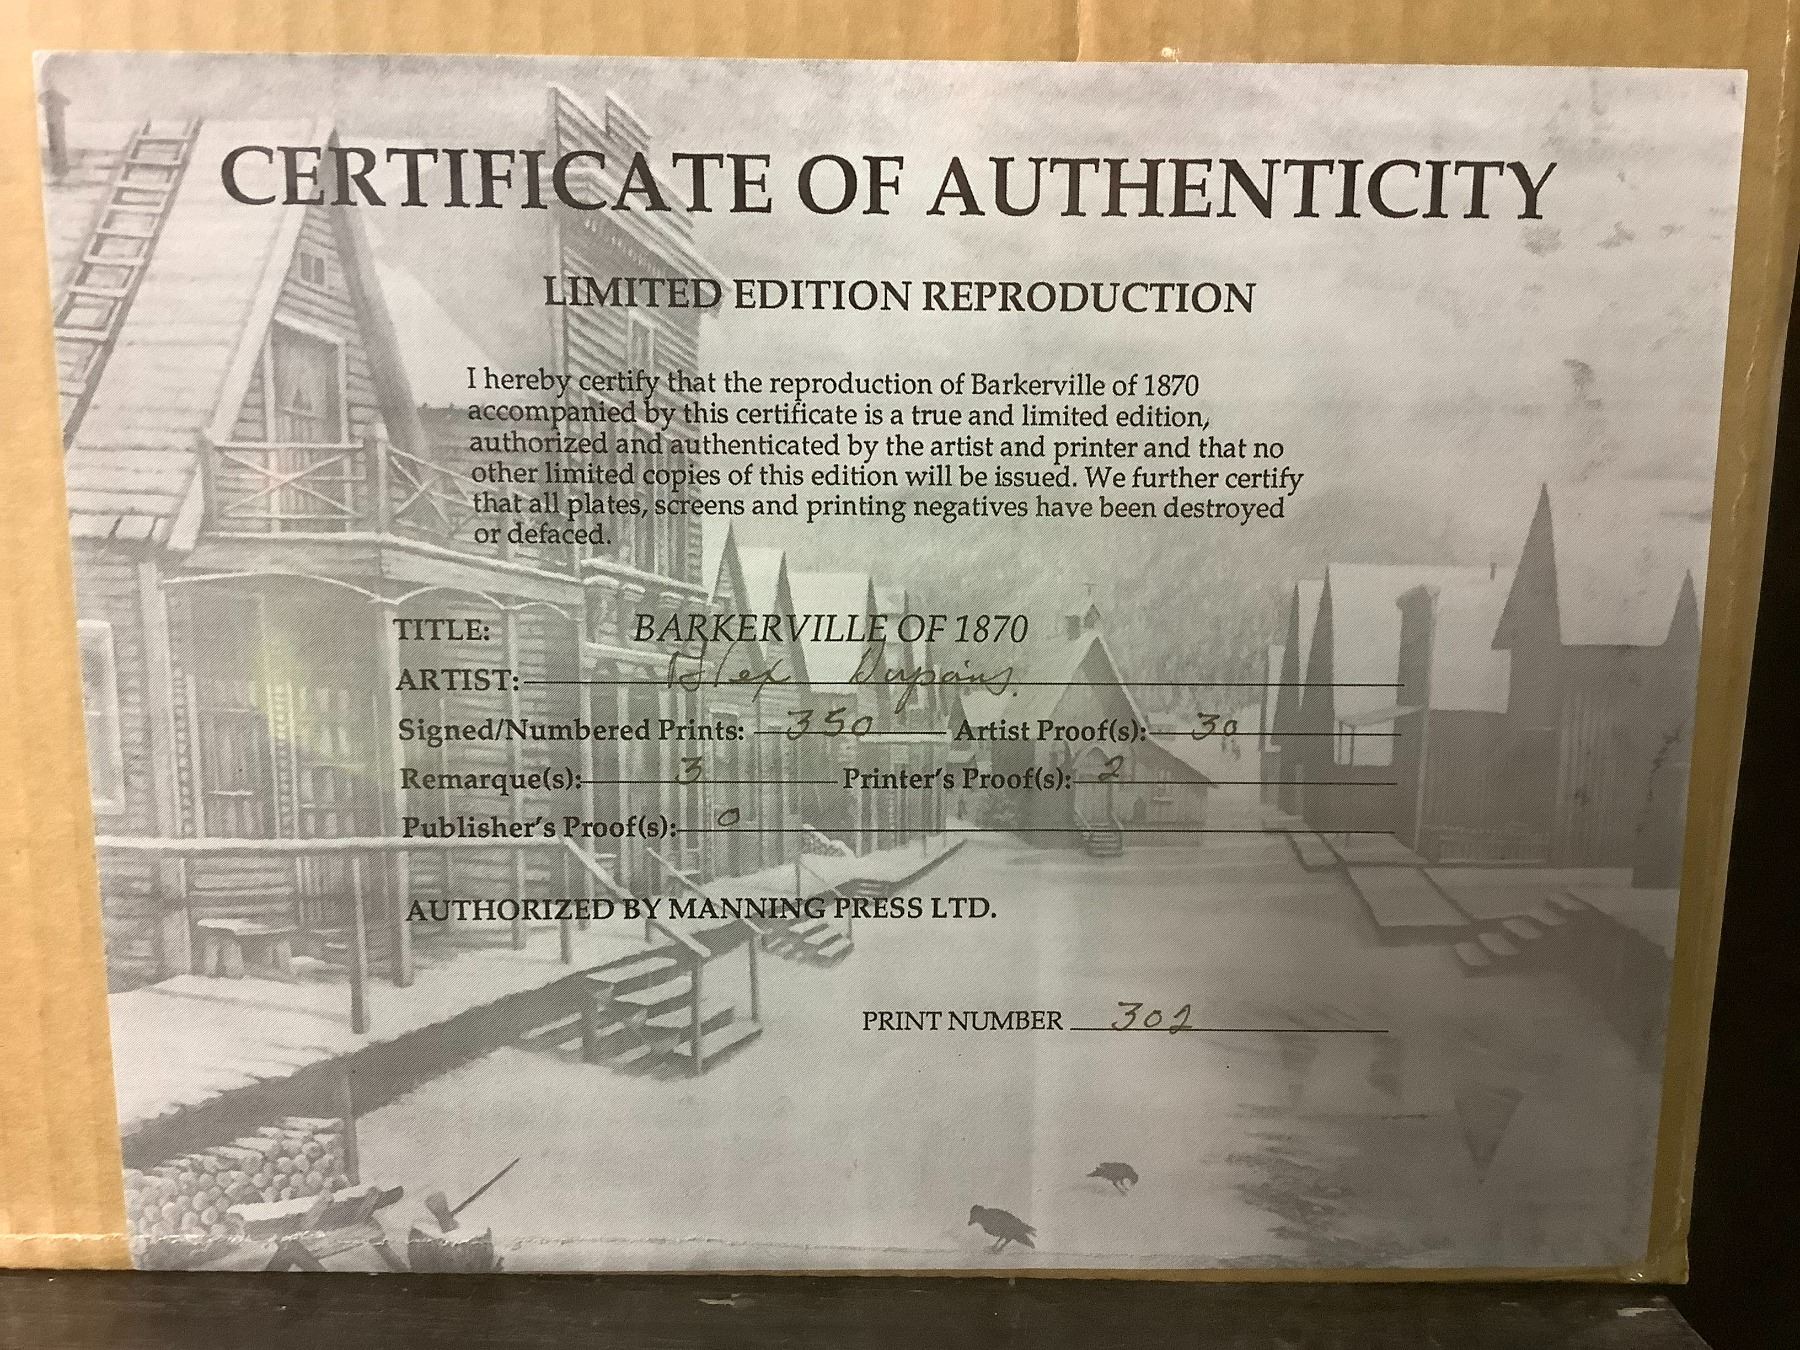 CERTIFICATE OF AUTHENTICITY
LIMITED EDITION REPRODUCTION
I hereby certify that the reproduction of Barkerville of 1870
accompanied by this certificate is a true and limited edition,
authorized and authenticated by the artist and printer and that no
other limited copies of this edition will be issued. We further certify
that all plates, screens and printing negatives have been destroyed
or defaced.
TITLE: BARKERVILLE OF 1870
ARTIST: Alex
Signed/Numbered Prints: 350 Artist Proof(s): 30
Remarque(s): 3 Printer's Proof(s): 2
Publisher's Proof(s): 0
AUTHORIZED BY MANNING PRESS LTD.
PRINT NUMBER 302